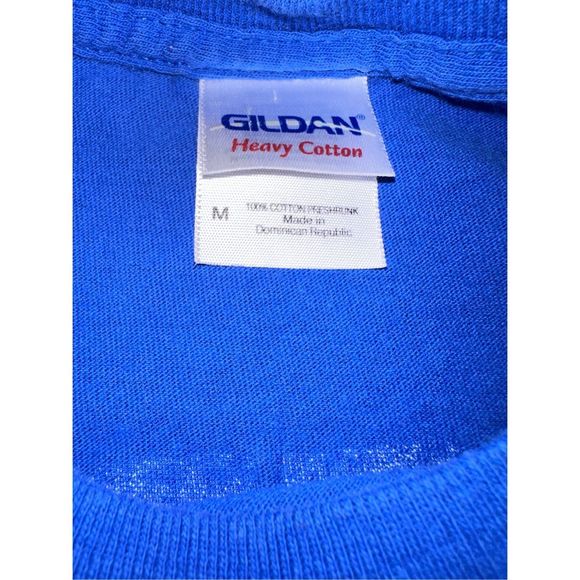 GILDAN®
Heavy Cotton
M
100% COTTON PRESHRUNK
Made in
Dominican Republic